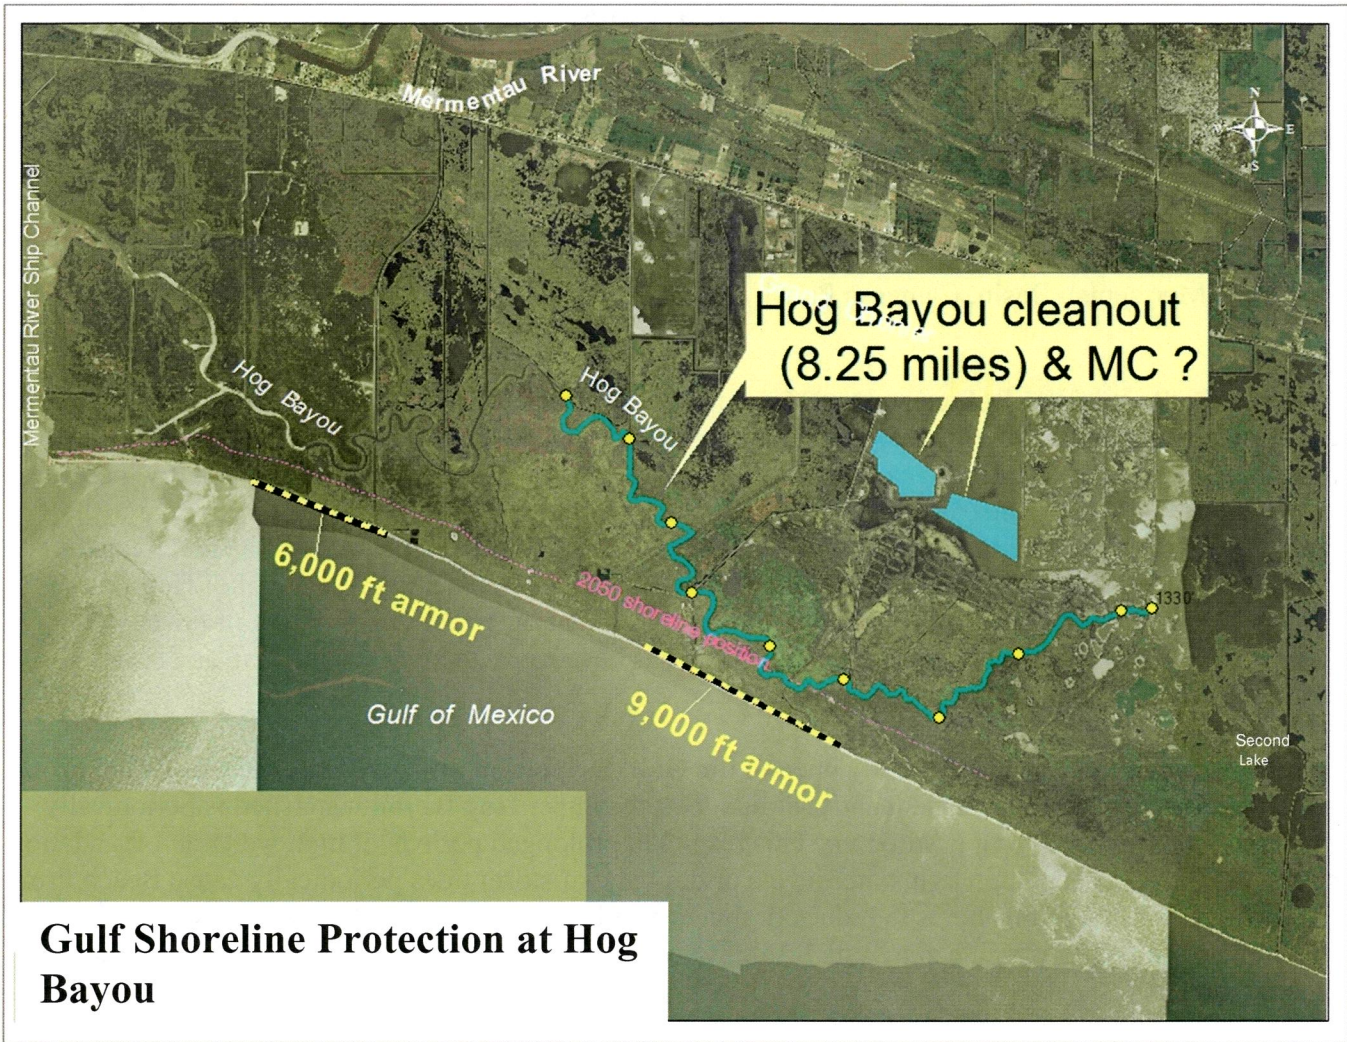 Mermentau River
N
W
E
S
Mermentau River Ship Channel
Hog Bayou cleanout
(8.25 miles) & MC ?
Hog Bayou
Hog Bayou
6,000 ft armor
2050 shoreline position
1330
9,000 ft armor
Gulf of Mexico
Second
Lake
Gulf Shoreline Protection at Hog
Bayou